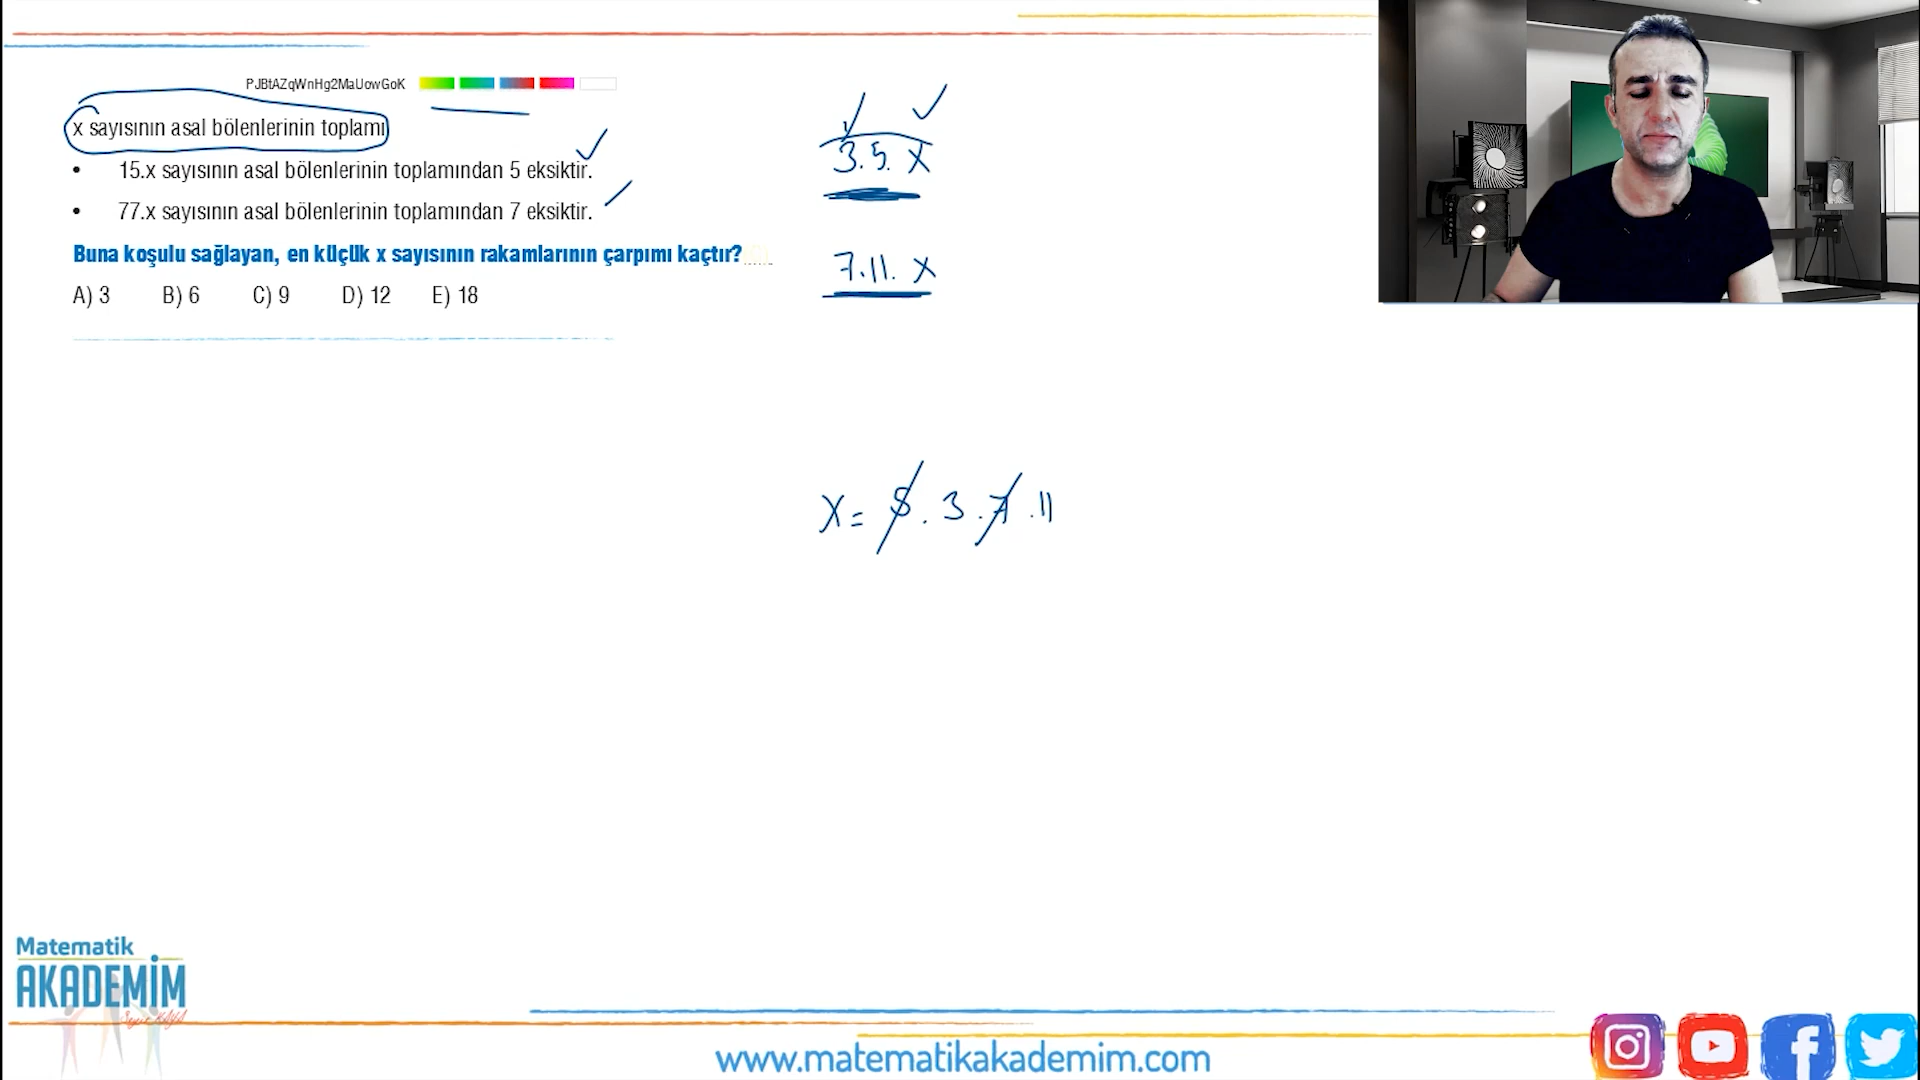 PJBtAZqWnHg2MaUowGoK
x sayısının asal bölenlerinin toplamı
• 15.x sayısının asal bölenlerinin toplamından 5 eksiktir.
• 77.x sayısının asal bölenlerinin toplamından 7 eksiktir.
Buna koşulu sağlayan, en küçük x sayısının rakamlarının çarpımı kaçtır?
A) 3 B) 6 C) 9 D) 12 E) 18
3.5. X
7.11. X
X = 5. 3. 7. 11
Matematik
AKADEMİM
www.matematikakademim.com